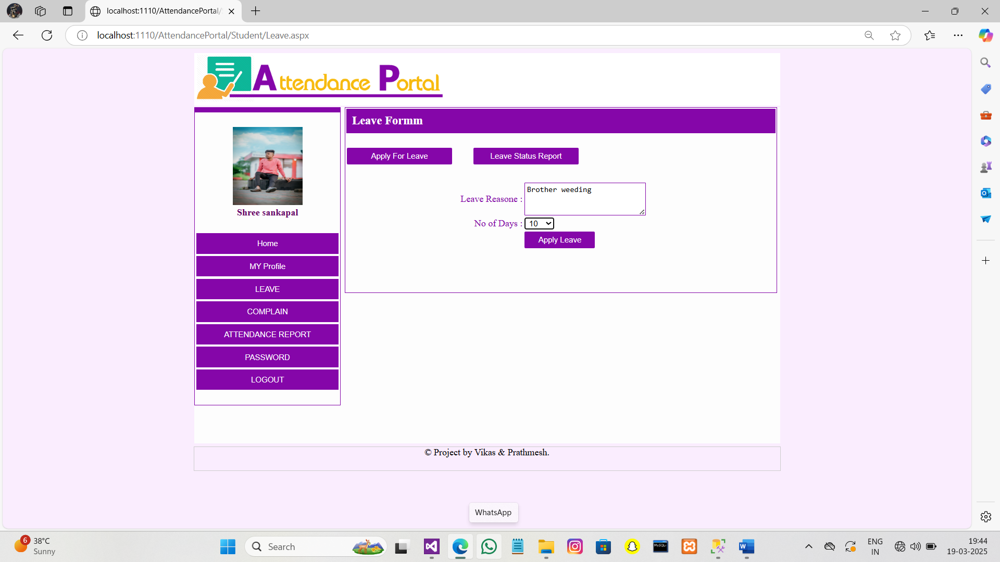 localhost:1110/AttendancePortal/
localhost:1110/AttendancePortal/Student/Leave.aspx
Attendance Portal
Leave Formm
Apply For Leave
Leave Status Report
Leave Reasone :
Brother weeding
No of Days :
10
Apply Leave
Shree sankapal
Home
MY Profile
LEAVE
COMPLAIN
ATTENDANCE REPORT
PASSWORD
LOGOUT
© Project by Vikas & Prathmesh.
WhatsApp
6
38°C
Sunny
Search
MySQL
W
ENG
IN
19:44
19-03-2025